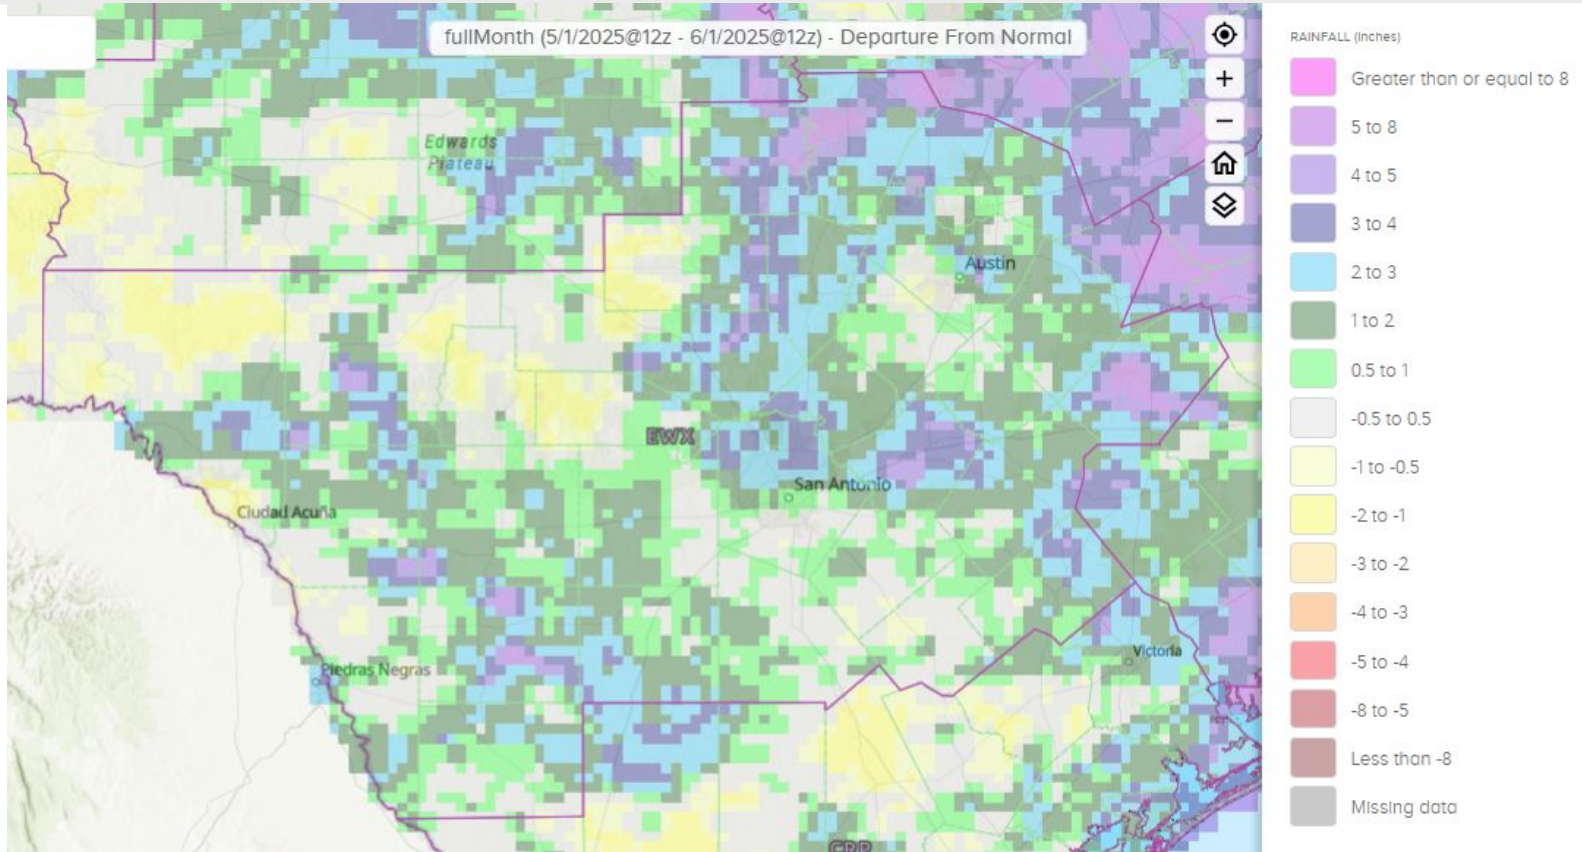 fullMonth (5/1/2025@12z - 6/1/2025@12z) - Departure From Normal
Edwards
Plateau
Austin
EWX
San Antonio
Ciudad Acuña
Piedras Negras
Victoria
CRP
RAINFALL (Inches)
Greater than or equal to 8
5 to 8
4 to 5
3 to 4
2 to 3
1 to 2
0.5 to 1
-0.5 to 0.5
-1 to -0.5
-2 to -1
-3 to -2
-4 to -3
-5 to -4
-8 to -5
Less than -8
Missing data